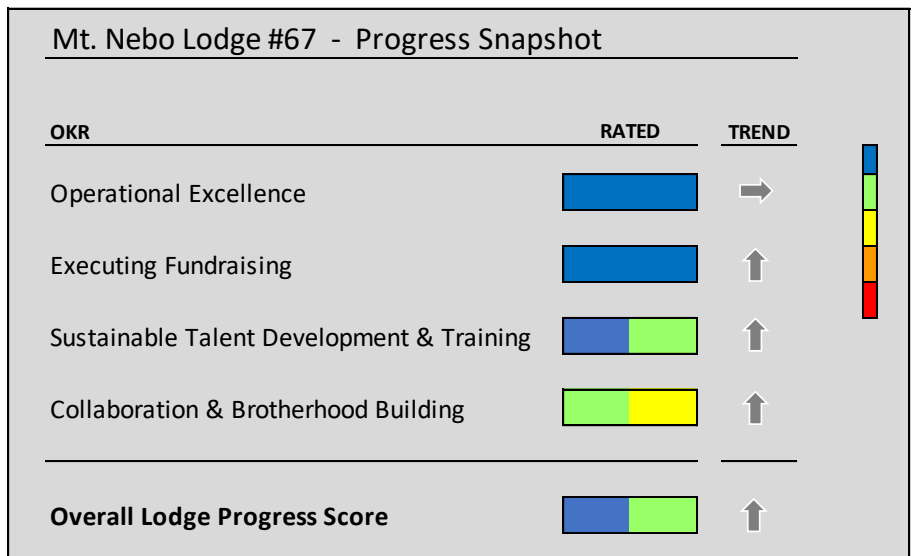 Mt. Nebo Lodge #67 - Progress Snapshot
OKR RATED TREND
Operational Excellence
Executing Fundraising
Sustainable Talent Development & Training
Collaboration & Brotherhood Building
Overall Lodge Progress Score